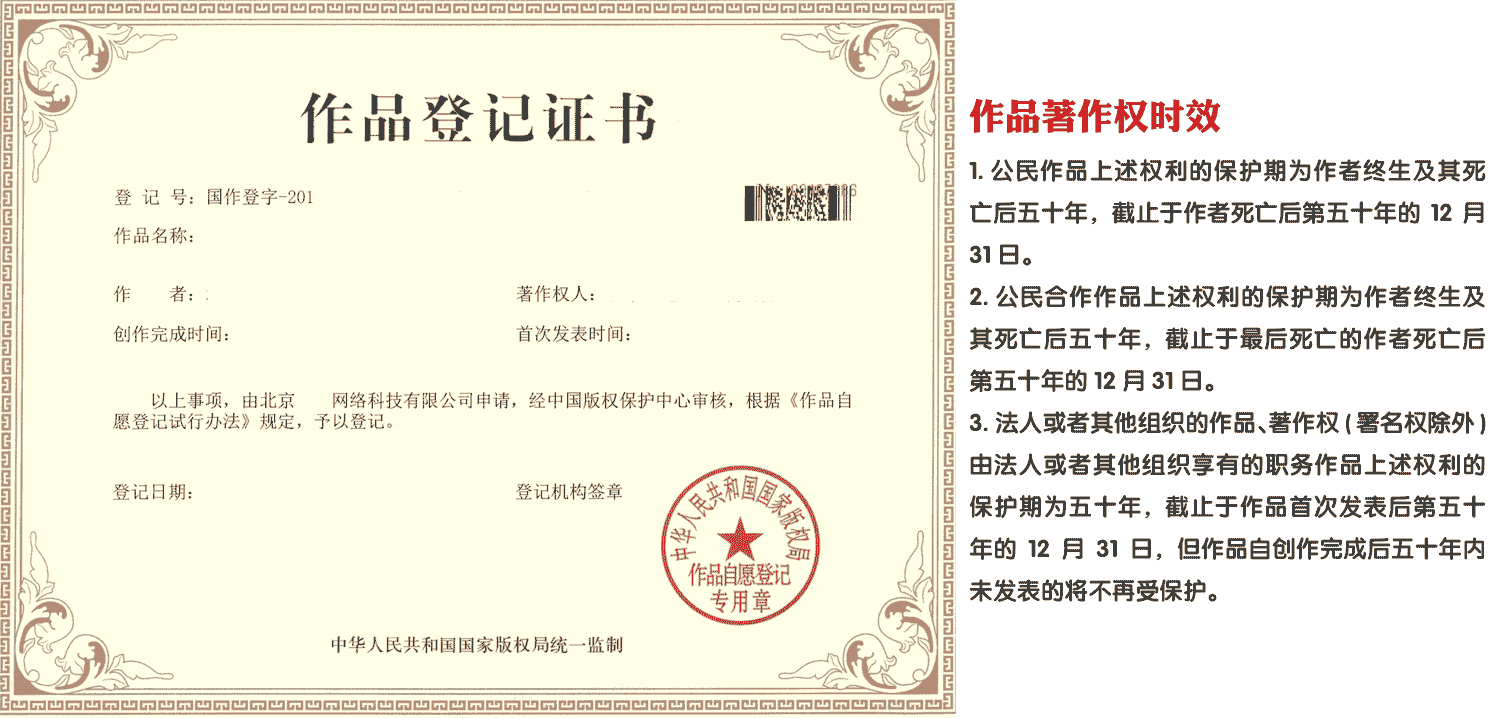 作品登记证书
登 记 号：国作登字-201
作品名称：
作　　者：
著作权人：
创作完成时间：
首次发表时间：
以上事项，由北京　　网络科技有限公司申请，经中国版权保护中心审核，根据《作品自
愿登记试行办法》规定，予以登记。
登记日期：
登记机构签章
中华人民共和国国家版权局
作品自愿登记
专用章
中华人民共和国国家版权局统一监制
作品著作权时效
1. 公民作品上述权利的保护期为作者终生及其死
亡后五十年，截止于作者死亡后第五十年的 12 月
31 日。
2. 公民合作作品上述权利的保护期为作者终生及
其死亡后五十年，截止于最后死亡的作者死亡后
第五十年的 12 月 31 日。
3. 法人或者其他组织的作品、著作权 ( 署名权除外 )
由法人或者其他组织享有的职务作品上述权利的
保护期为五十年，截止于作品首次发表后第五十
年的 12 月 31 日，但作品自创作完成后五十年内
未发表的将不再受保护。